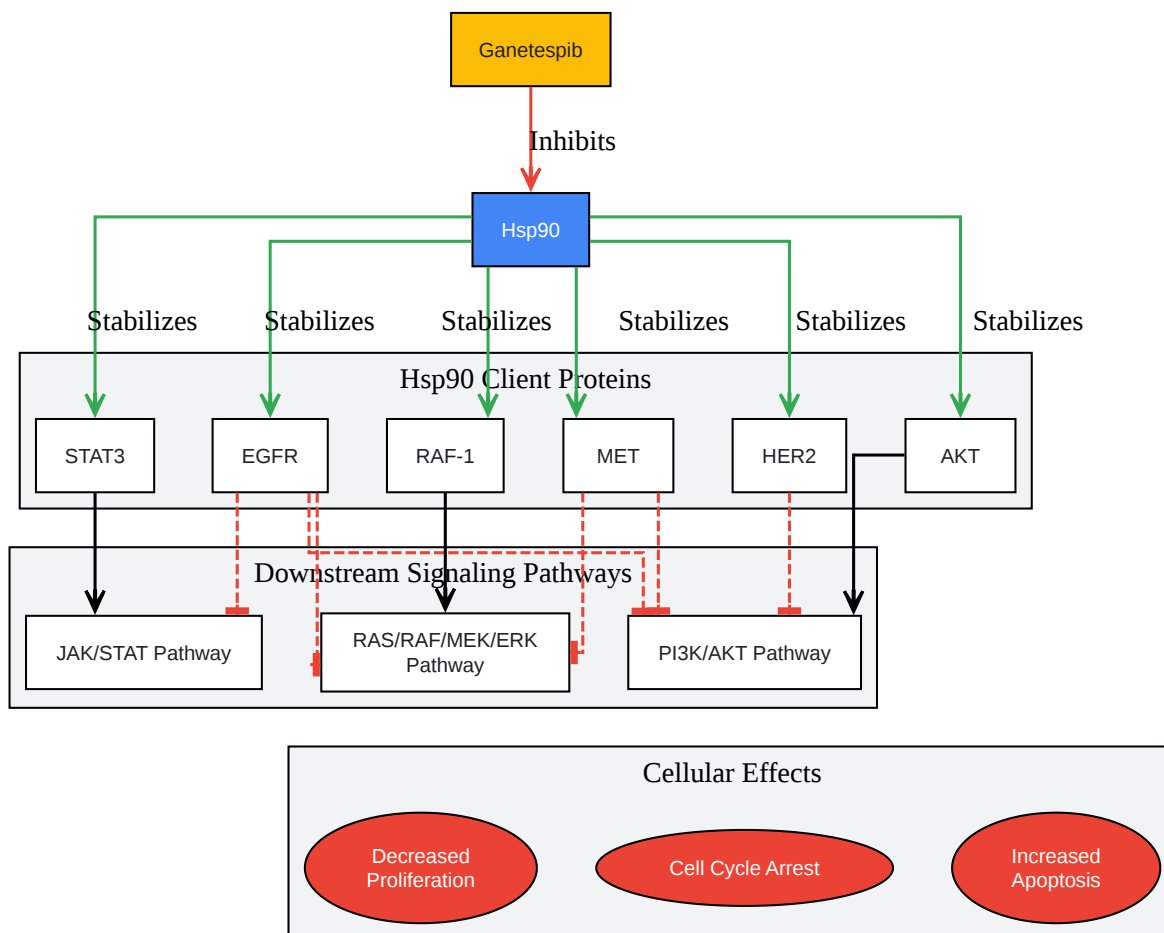 Ganetespib
Inhibits
Hsp90
Stabilizes
Stabilizes
Stabilizes
Stabilizes
Stabilizes
Stabilizes
Hsp90 Client Proteins
STAT3
EGFR
RAF-1
MET
HER2
AKT
Downstream Signaling Pathways
JAK/STAT Pathway
RAS/RAF/MEK/ERK
Pathway
PI3K/AKT Pathway
Cellular Effects
Decreased
Proliferation
Cell Cycle Arrest
Increased
Apoptosis